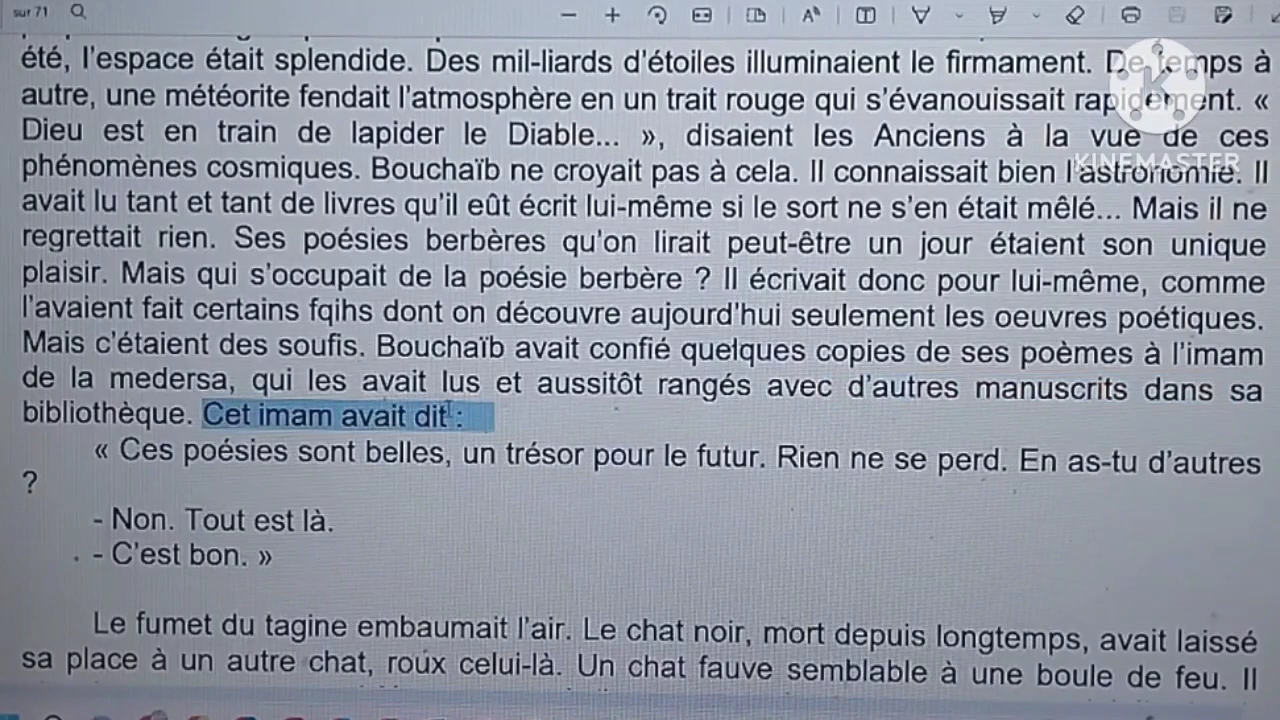 sur 71
été, l'espace était splendide. Des mil-liards d'étoiles illuminaient le firmament. De temps à
autre, une météorite fendait l'atmosphère en un trait rouge qui s'évanouissait rapidement. «
Dieu est en train de lapider le Diable... », disaient les Anciens à la vue de ces
phénomènes cosmiques. Bouchaïb ne croyait pas à cela. Il connaissait bien l'astronomie. Il
avait lu tant et tant de livres qu'il eût écrit lui-même si le sort ne s'en était mêlé... Mais il ne
regrettait rien. Ses poésies berbères qu'on lirait peut-être un jour étaient son unique
plaisir. Mais qui s'occupait de la poésie berbère ? Il écrivait donc pour lui-même, comme
l'avaient fait certains fqihs dont on découvre aujourd'hui seulement les oeuvres poétiques.
Mais c'étaient des soufis. Bouchaïb avait confié quelques copies de ses poèmes à l'imam
de la medersa, qui les avait lus et aussitôt rangés avec d'autres manuscrits dans sa
bibliothèque. Cet imam avait dit :
« Ces poésies sont belles, un trésor pour le futur. Rien ne se perd. En as-tu d'autres
?
- Non. Tout est là.
- C'est bon. »
Le fumet du tagine embaumait l'air. Le chat noir, mort depuis longtemps, avait laissé
sa place à un autre chat, roux celui-là. Un chat fauve semblable à une boule de feu. Il
K
KINEMASTER